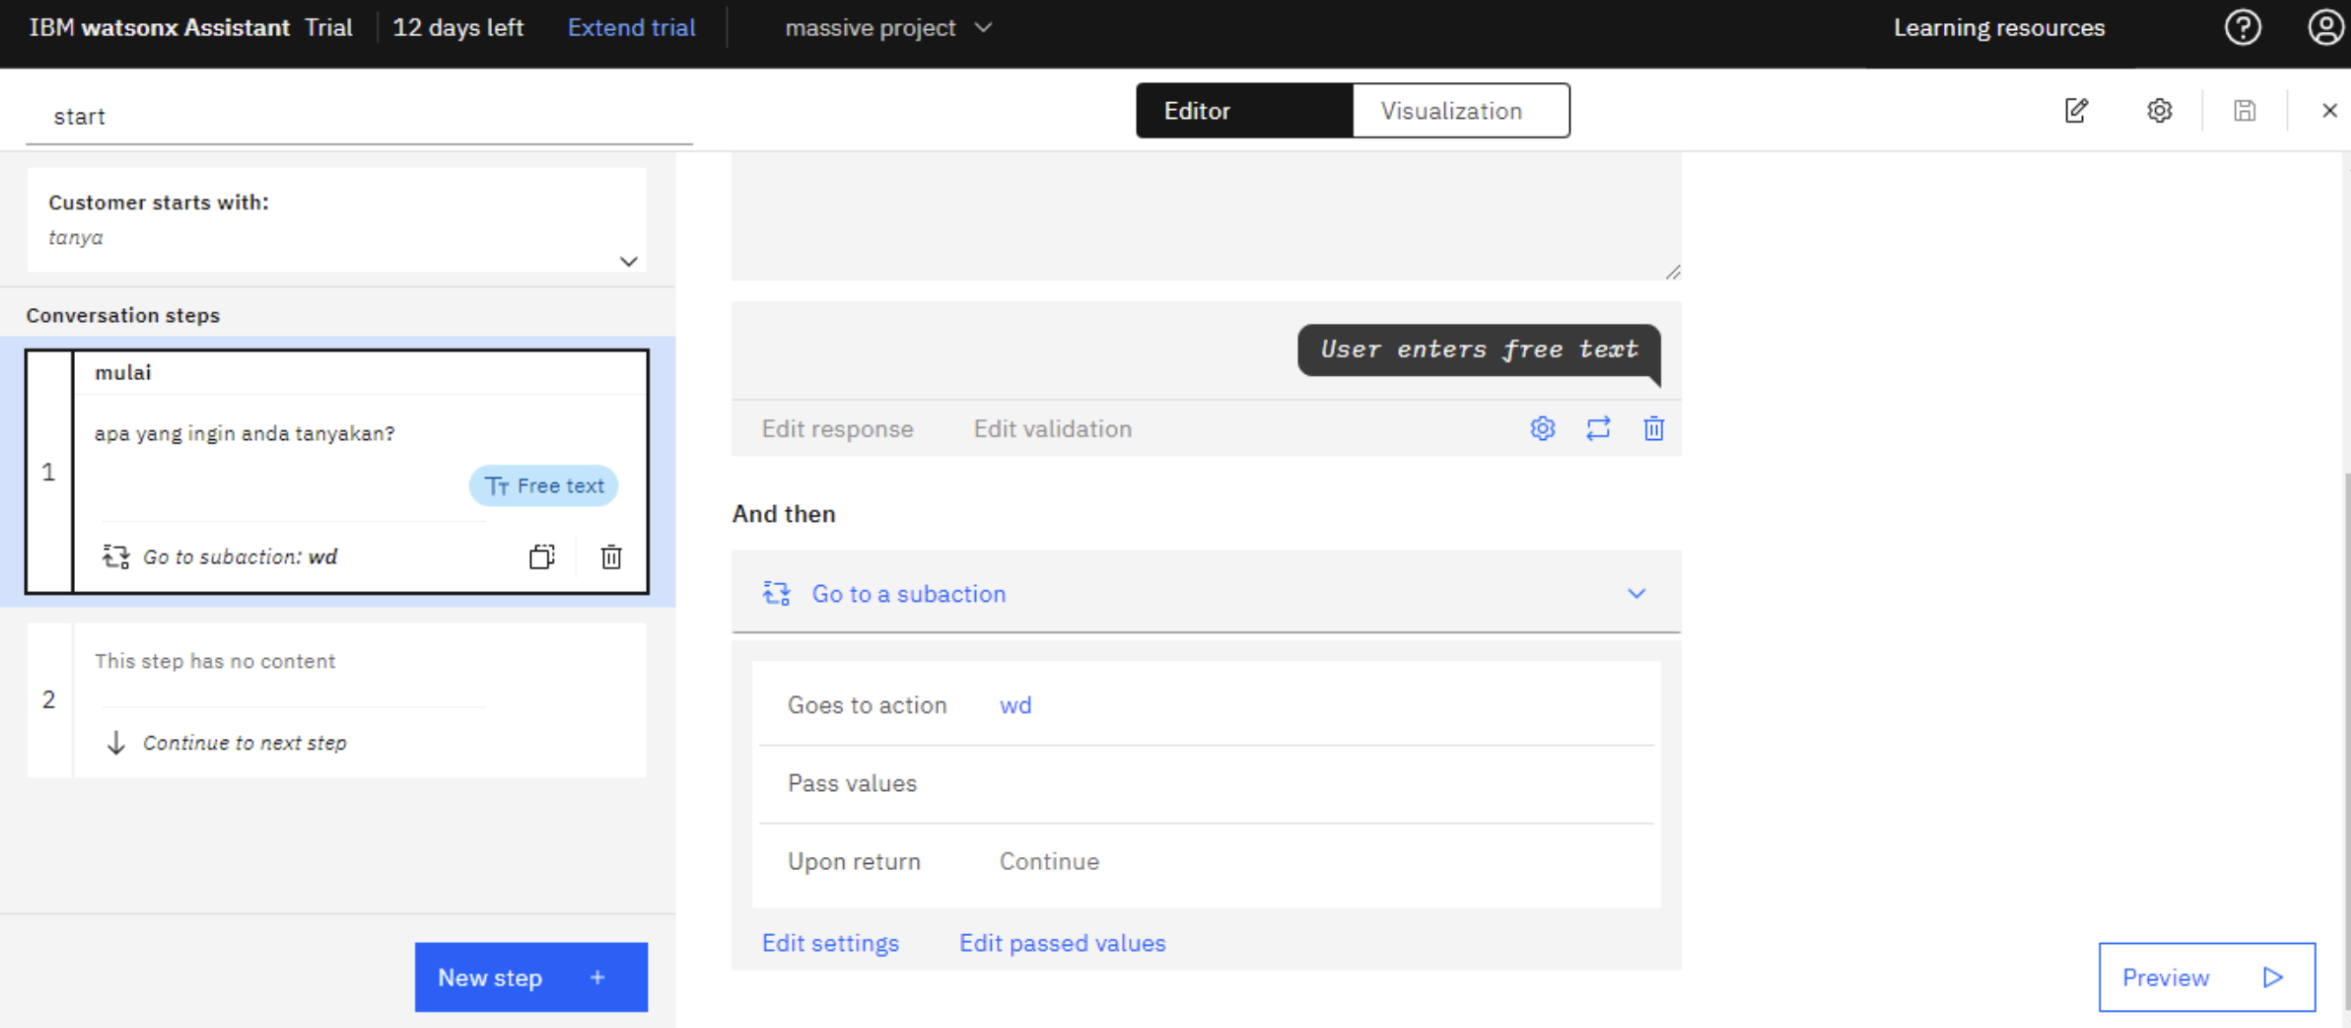 IBM watsonx Assistant Trial 12 days left Extend trial massive project Learning resources
start Editor Visualization
Customer starts with:
tanya
Conversation steps
1
mulai
apa yang ingin anda tanyakan?
Free text
Go to subaction: wd
2
This step has no content
Continue to next step
New step +
User enters free text
Edit response Edit validation
And then
Go to a subaction
Goes to action wd
Pass values
Upon return Continue
Edit settings Edit passed values
Preview